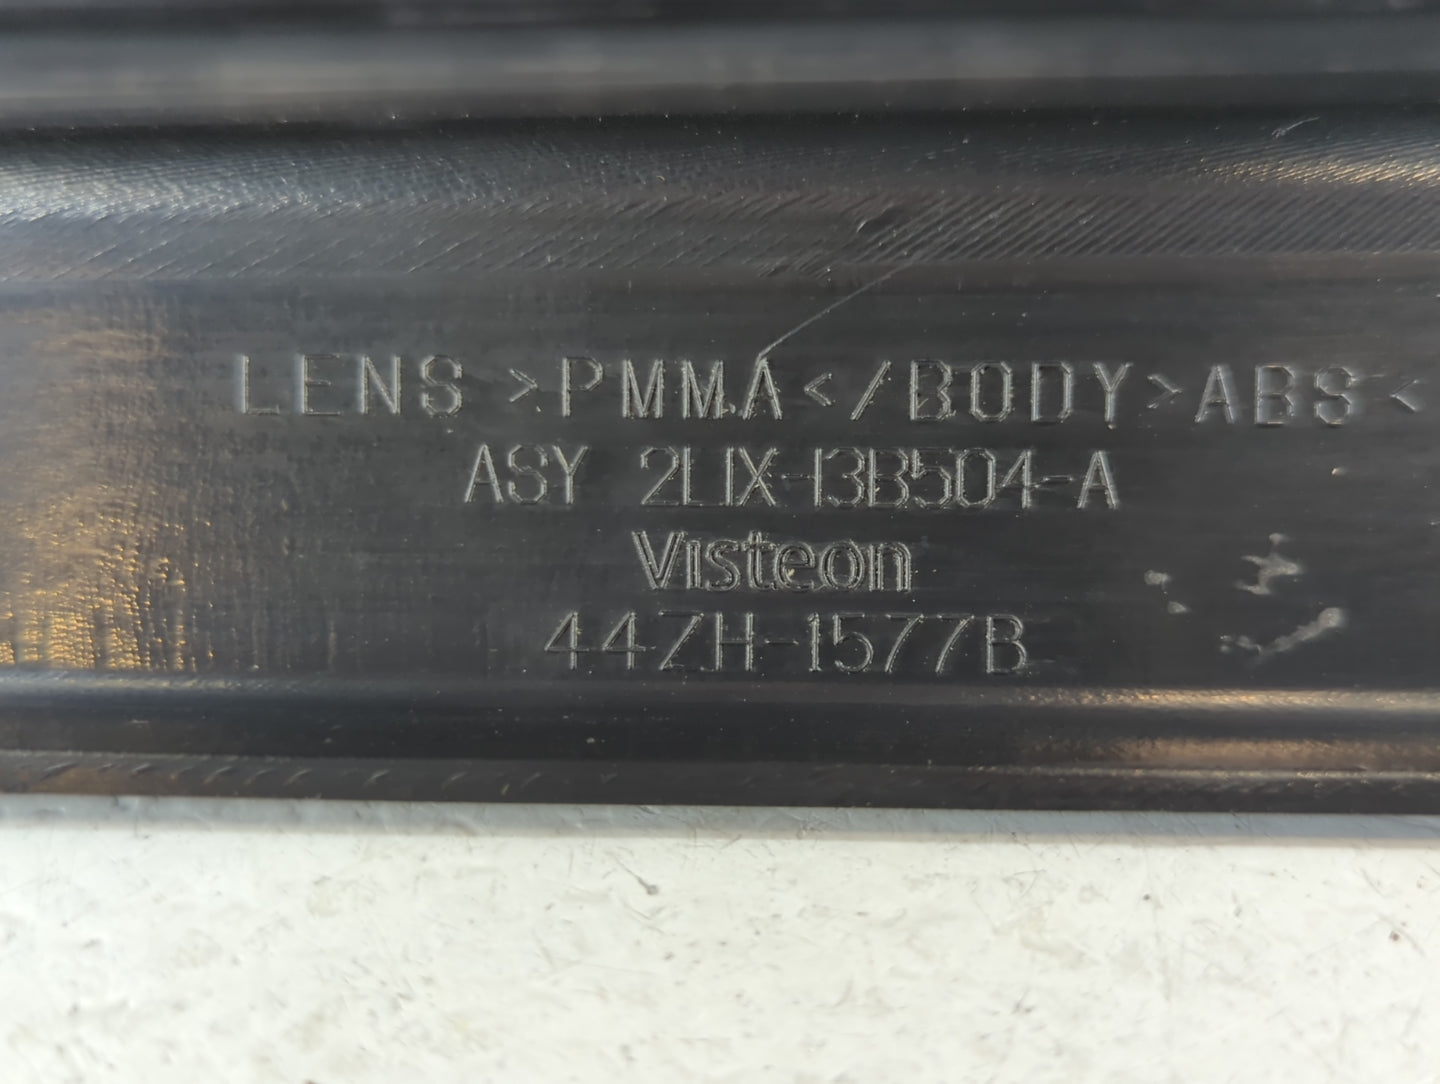 LENS >PMMA</BODY>ABS<
ASY 2L1X-13B504-A
Visteon
44ZH-1577B